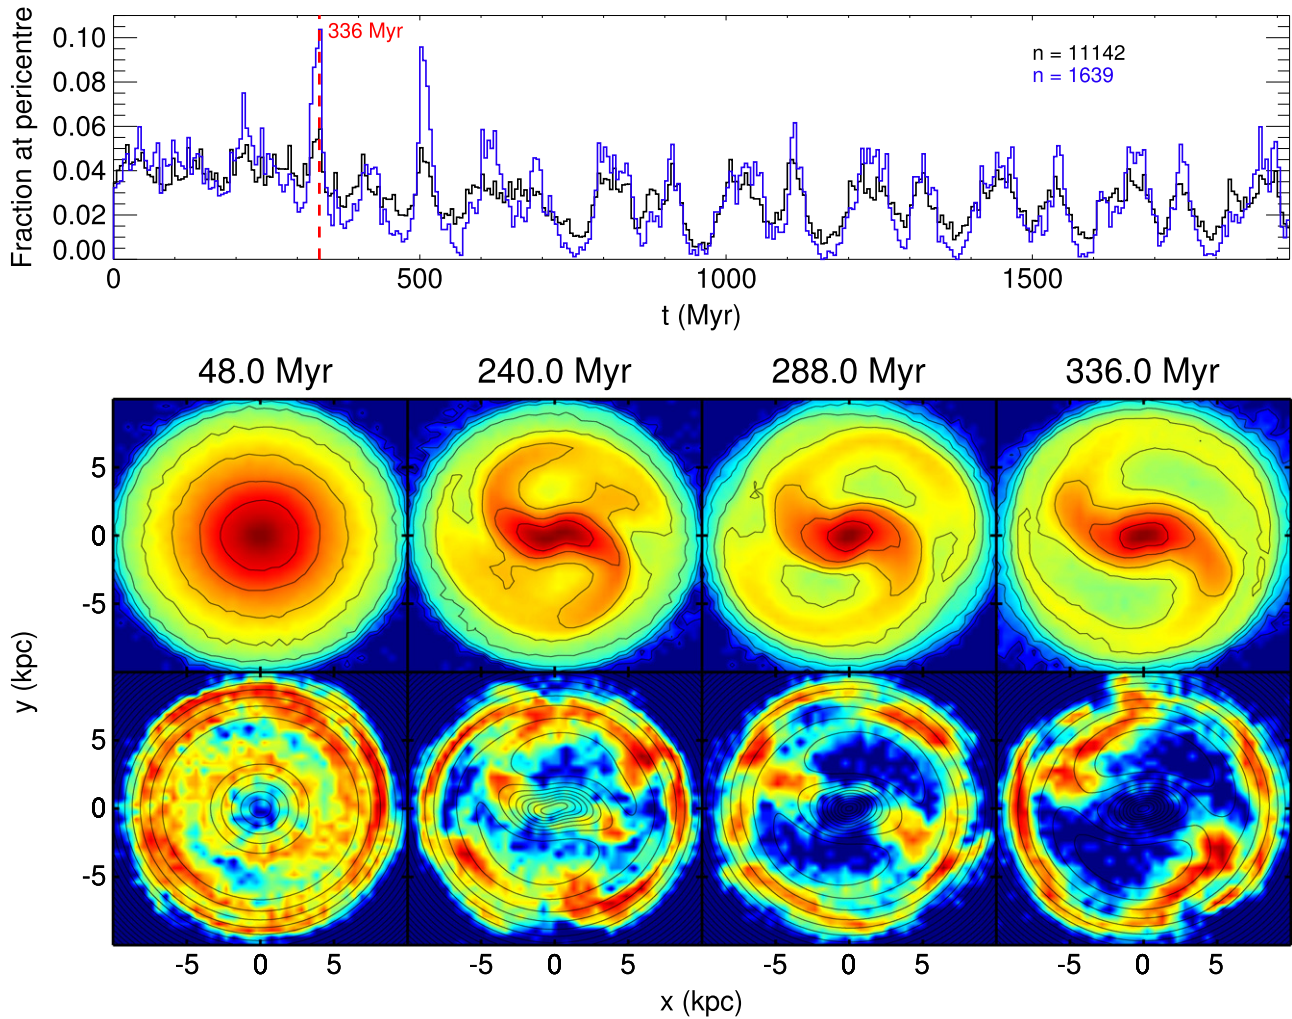 Fraction at pericentre
0.10
0.08
0.06
0.04
0.02
0.00
336 Myr
n = 11142
n = 1639
0 500 1000 1500
t (Myr)
48.0 Myr 240.0 Myr 288.0 Myr 336.0 Myr
y (kpc)
5
0
-5
5
0
-5
-5 0 5 -5 0 5 -5 0 5 -5 0 5
x (kpc)